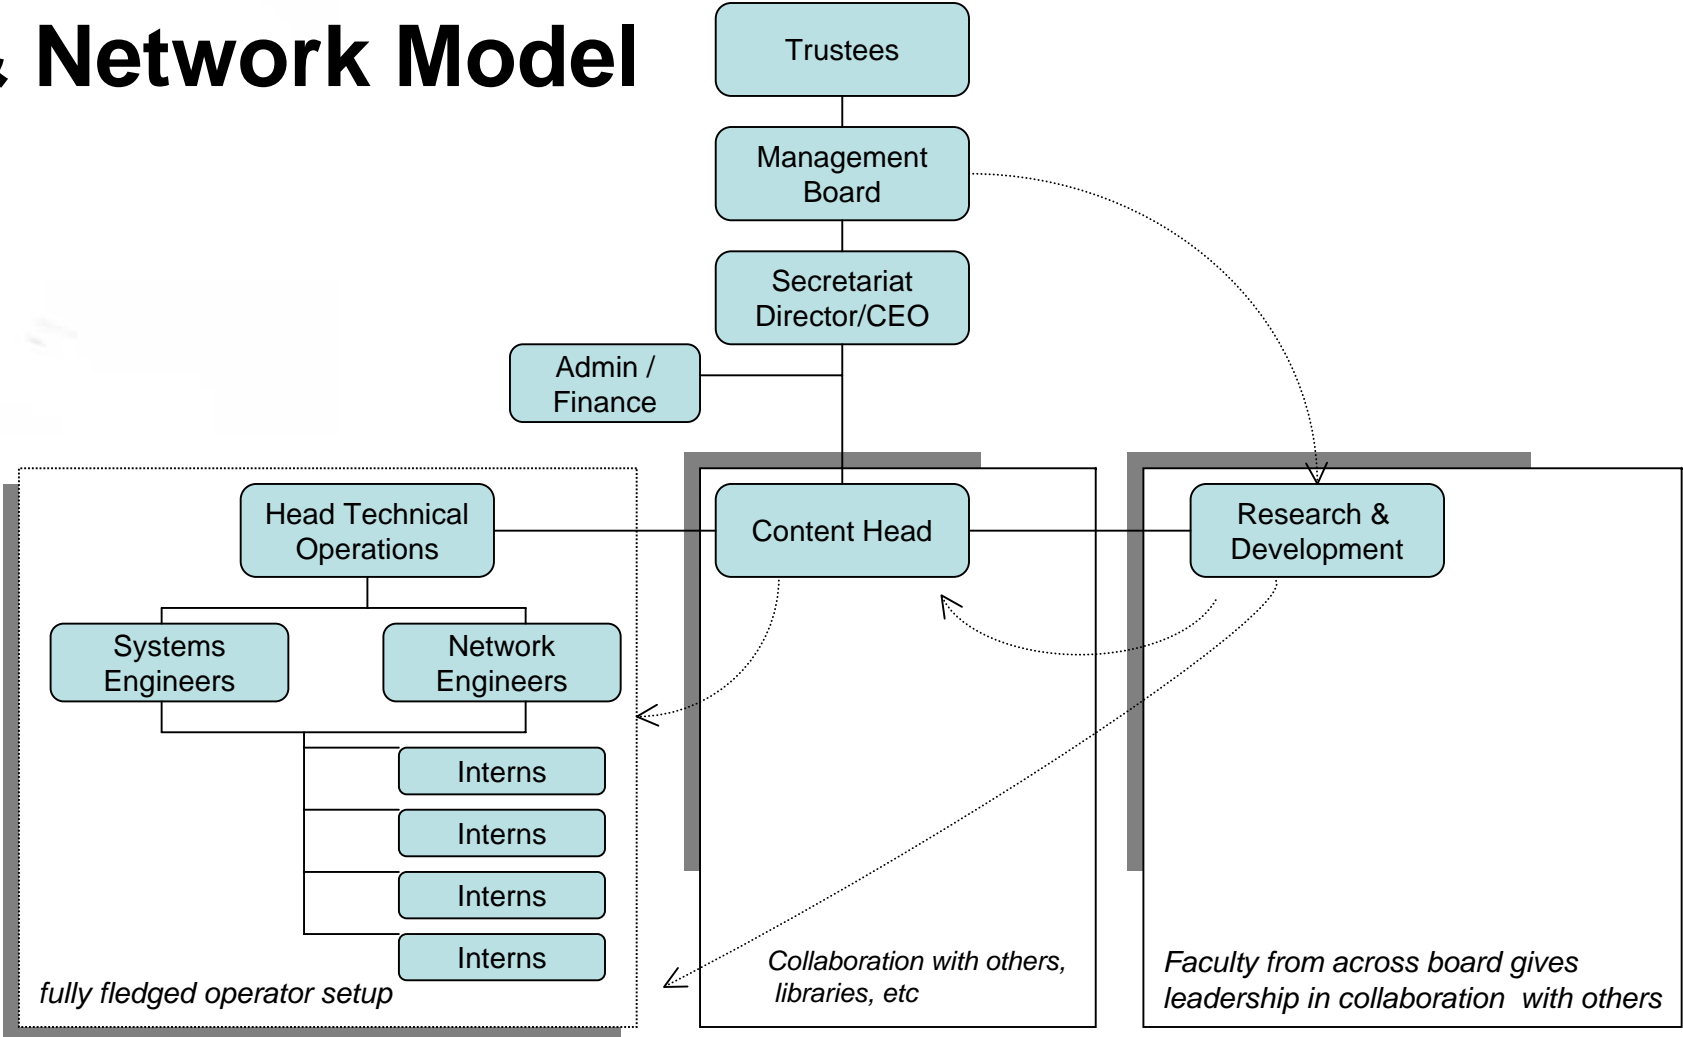 & Network Model
Trustees
Management
Board
Secretariat
Director/CEO
Admin /
Finance
Head Technical
Operations
Content Head
Research &
Development
Systems
Engineers
Network
Engineers
Interns
Interns
Interns
Interns
fully fledged operator setup
Collaboration with others,
libraries, etc
Faculty from across board gives
leadership in collaboration with others